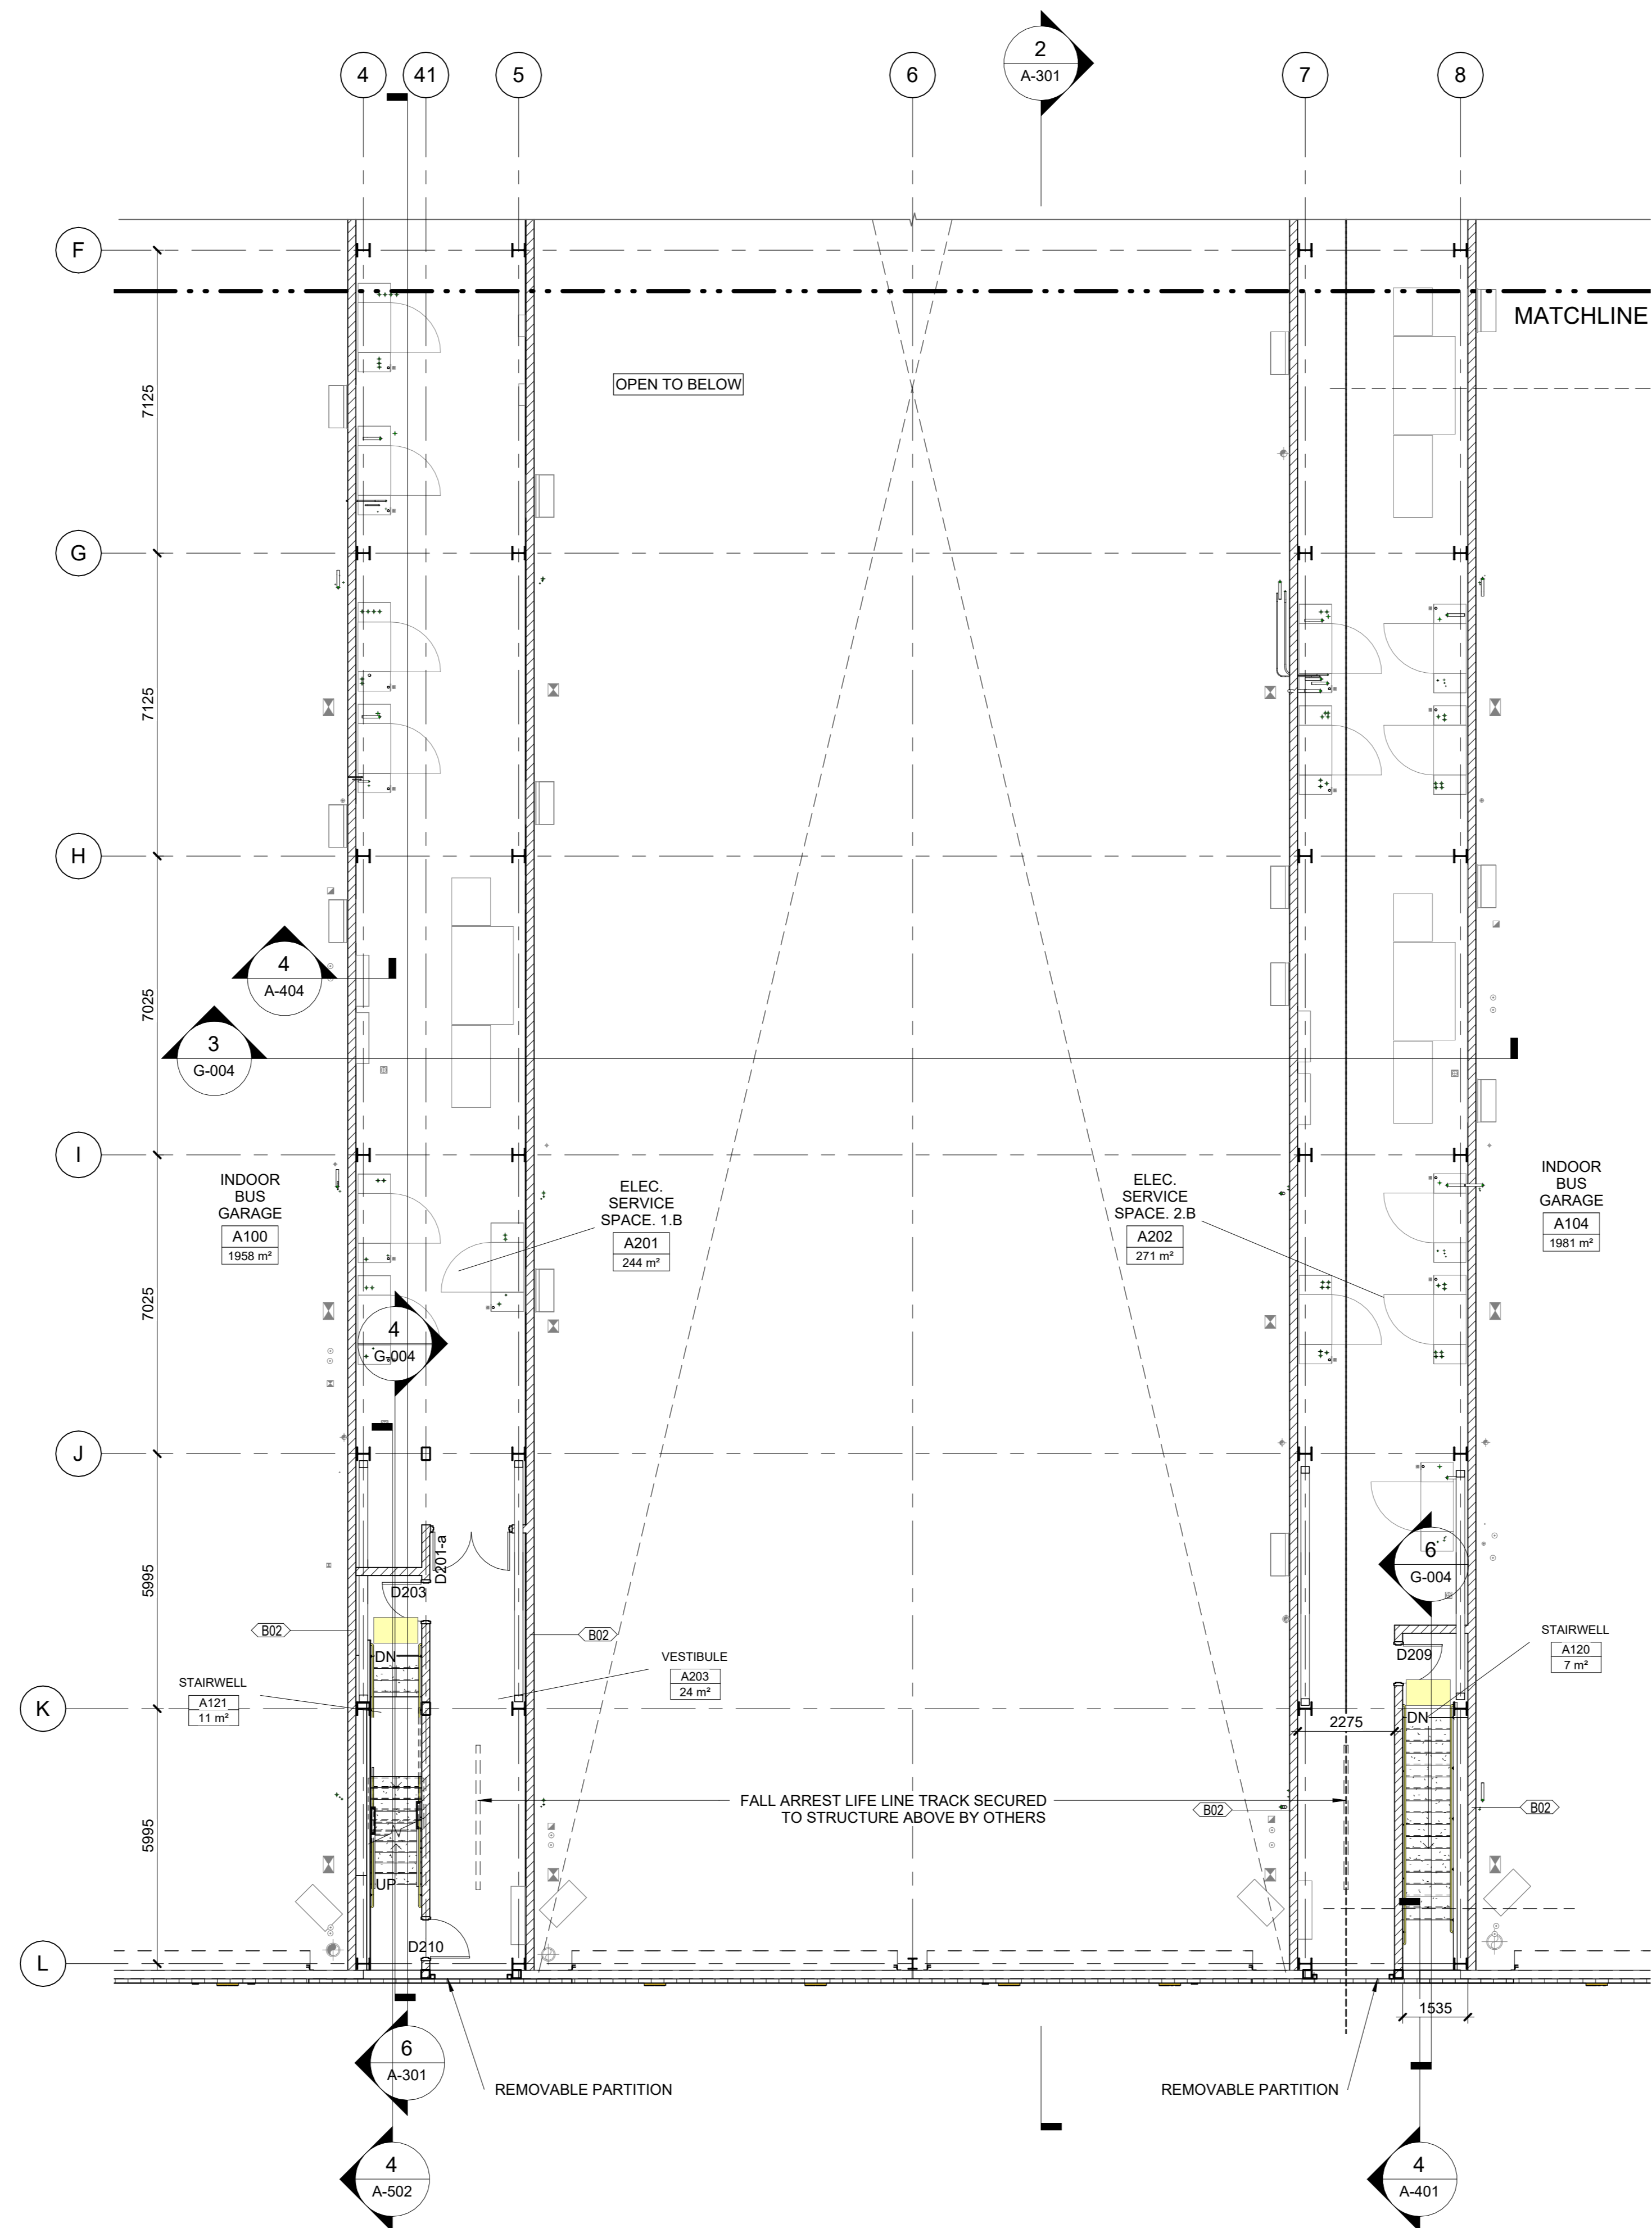 2
A-301
4
41
5
6
7
8
F
MATCHLINE
OPEN TO BELOW
7125
G
7125
H
4
A-404
7025
3
G-004
I
INDOOR
BUS
GARAGE
A100
1958 m²
ELEC.
SERVICE
SPACE. 1.B
A201
244 m²
ELEC.
SERVICE
SPACE. 2.B
A202
271 m²
INDOOR
BUS
GARAGE
A104
1981 m²
7025
4
G-004
J
D201-a
6
G-004
5995
D203
B02
B02
DN
D209
STAIRWELL
A120
7 m²
VESTIBULE
A203
24 m²
STAIRWELL
A121
11 m²
K
DN
2275
FALL ARREST LIFE LINE TRACK SECURED
TO STRUCTURE ABOVE BY OTHERS
B02
B02
5995
UP
D210
L
1535
6
A-301
REMOVABLE PARTITION
REMOVABLE PARTITION
4
A-502
4
A-401